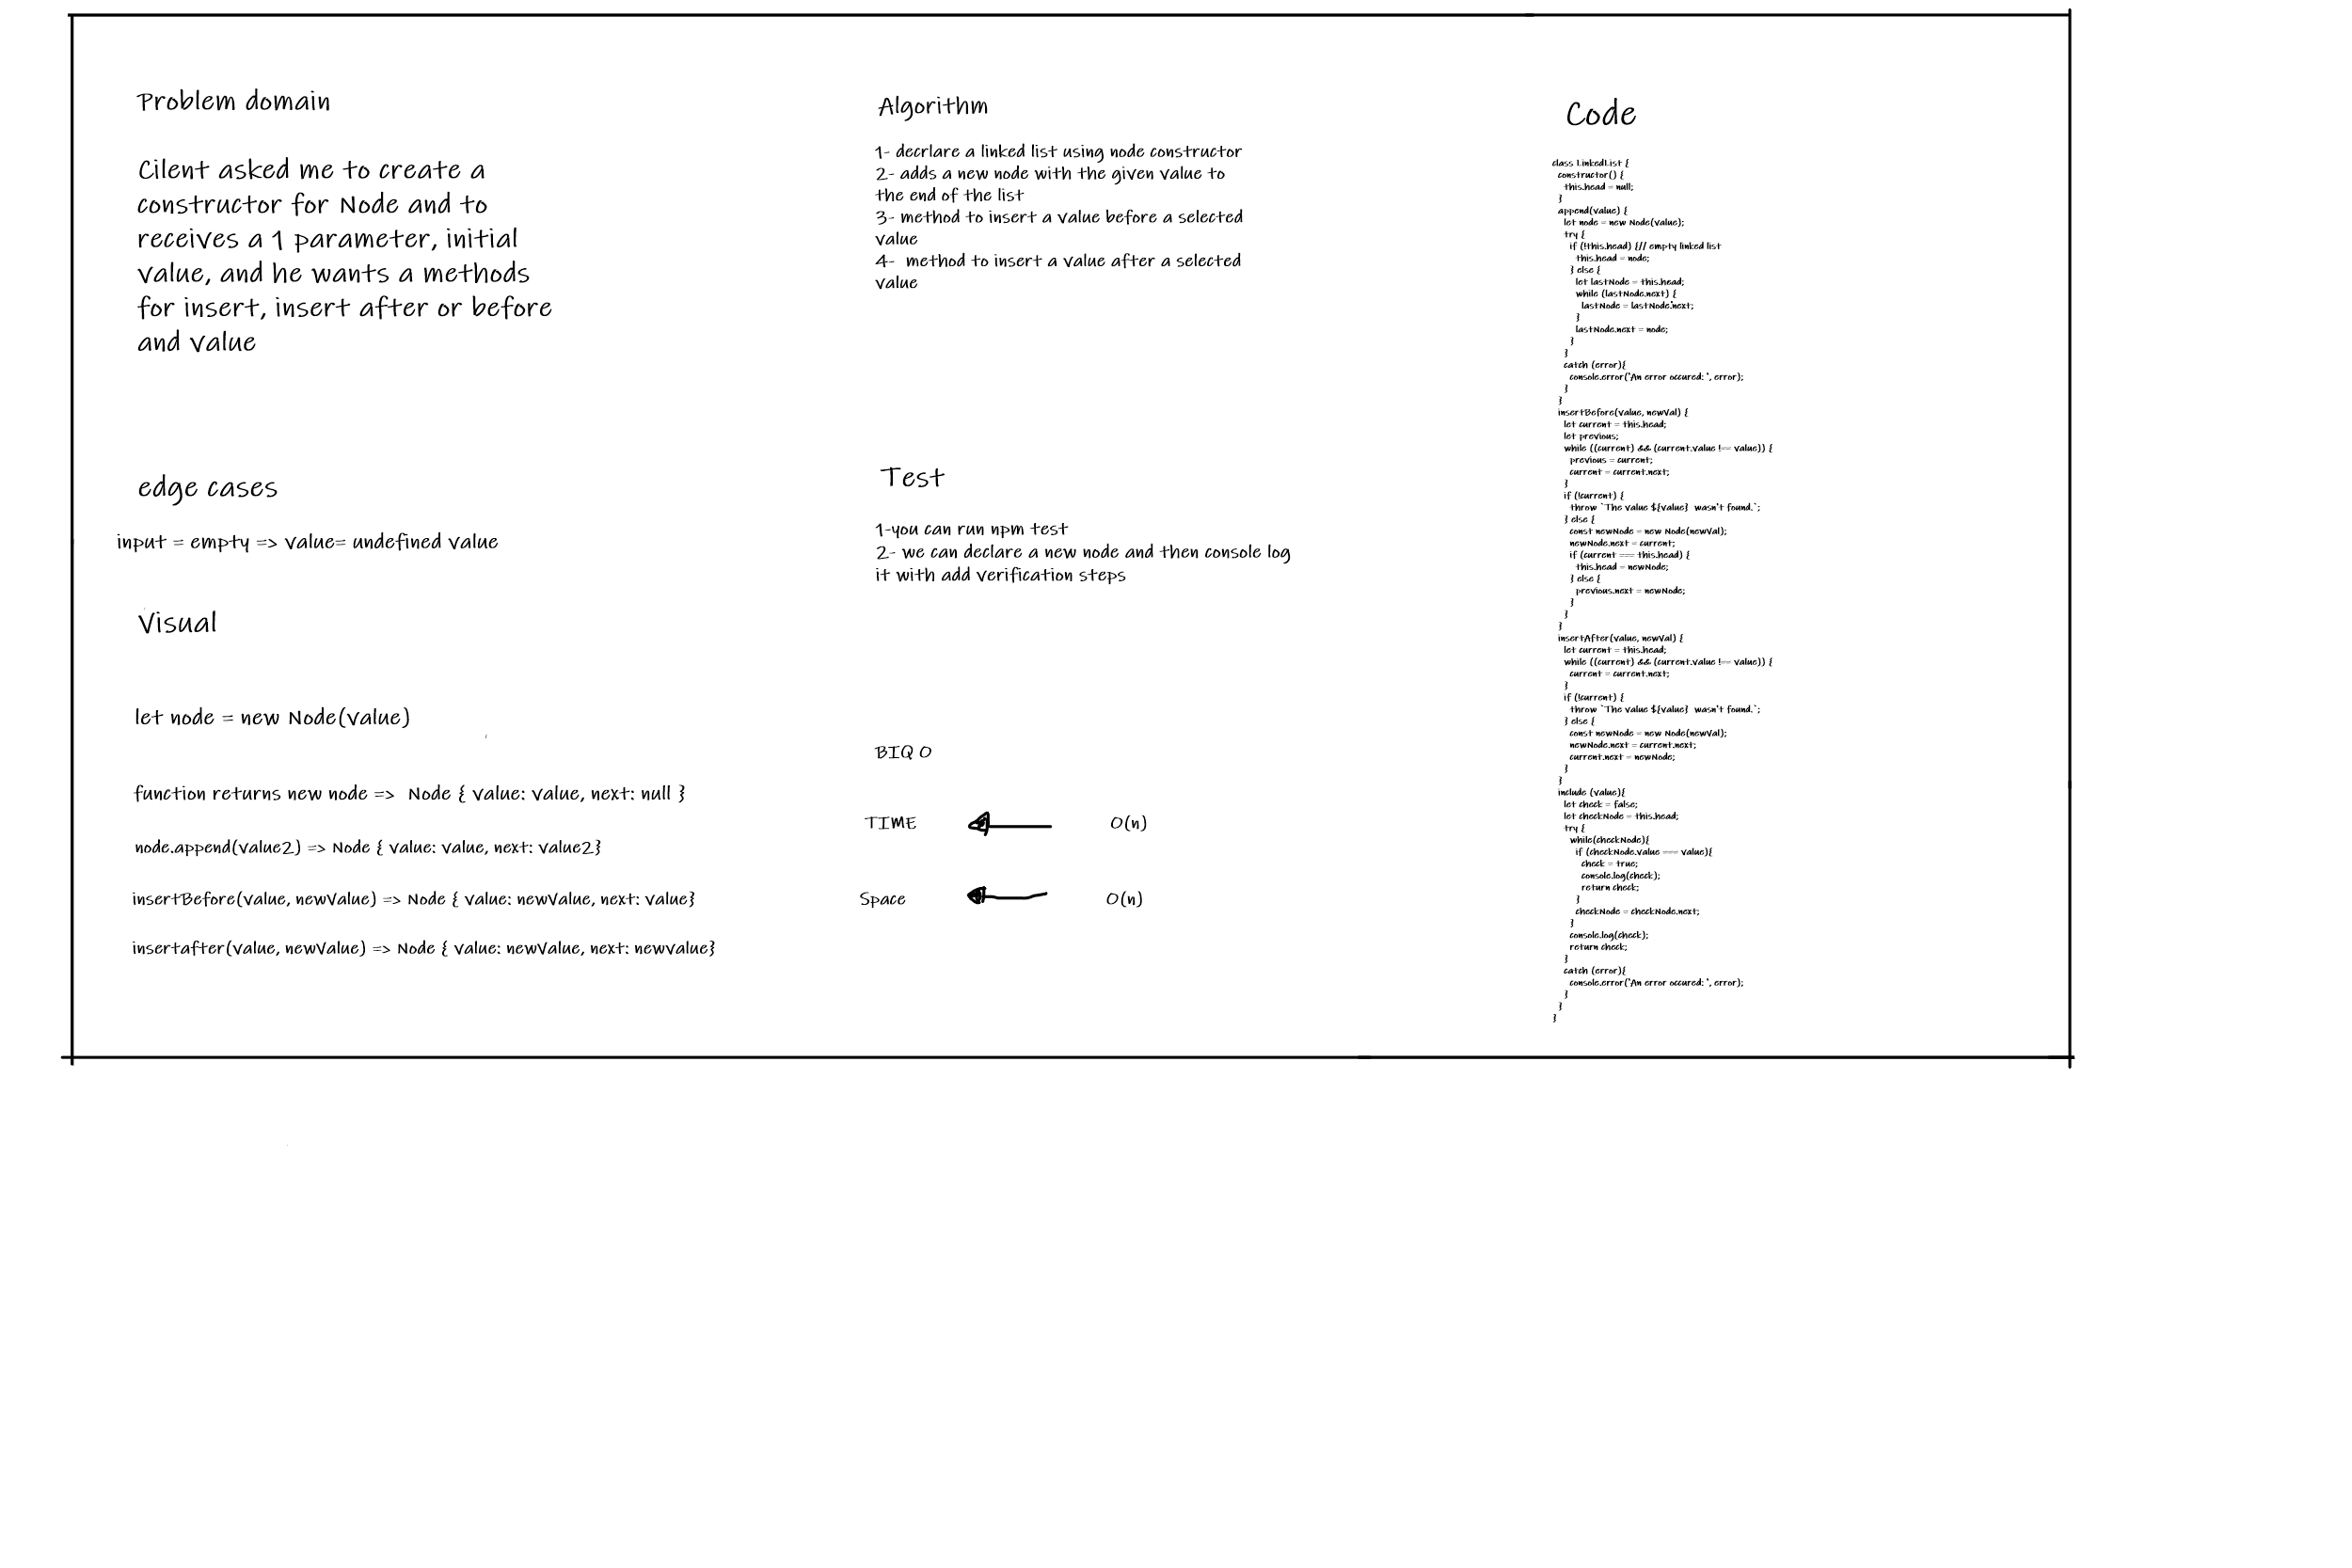 Problem domain
Cilent asked me to create a
constructor for Node and to
receives a 1 parameter, initial
value, and he wants a methods
for insert, insert after or before
and value
edge cases
input = empty => value= undefined value
Visual
let node = new Node(value)
function returns new node => Node { value: value, next: null }
node.append(value2) => Node { value: value, next: value2}
insertBefore(value, newValue) => Node { value: newValue, next: value}
insertafter(value, newValue) => Node { value: newValue, next: newvalue}
Algorithm
1- decrlare a linked list using node constructor
2- adds a new node with the given value to
the end of the list
3- method to insert a value before a selected
value
4- method to insert a value after a selected
value
Test
1-you can run npm test
2- we can declare a new node and then console log
it with add verification steps
BIQ O
TIME O(n)
Space O(n)
Code
class LinkedList {
constructor() {
this.head = null;
}
append(value) {
let node = new Node(value);
try {
if (!this.head) {// empty linked list
this.head = node;
} else {
let lastNode = this.head;
while (lastNode.next) {
lastNode = lastNode.next;
}
lastNode.next = node;
}
}
catch (error){
console.error('An error occured: ', error);
}
}
insertBefore(value, newVal) {
let current = this.head;
let previous;
while ((current) && (current.value !== value)) {
previous = current;
current = current.next;
}
if (!current) {
throw `The value ${value} wasn't found.`;
} else {
const newNode = new Node(newVal);
newNode.next = current;
if (current === this.head) {
this.head = newNode;
} else {
previous.next = newNode;
}
}
}
insertAfter(value, newVal) {
let current = this.head;
while ((current) && (current.value !== value)) {
current = current.next;
}
if (!current) {
throw `The value ${value} wasn't found.`;
} else {
const newNode = new Node(newVal);
newNode.next = current.next;
current.next = newNode;
}
}
include (value){
let check = false;
let checkNode = this.head;
try {
while(checkNode){
if (checkNode.value === value){
check = true;
console.log(check);
return check;
}
checkNode = checkNode.next;
}
console.log(check);
return check;
}
catch (error){
console.error('An error occured: ', error);
}
}
}